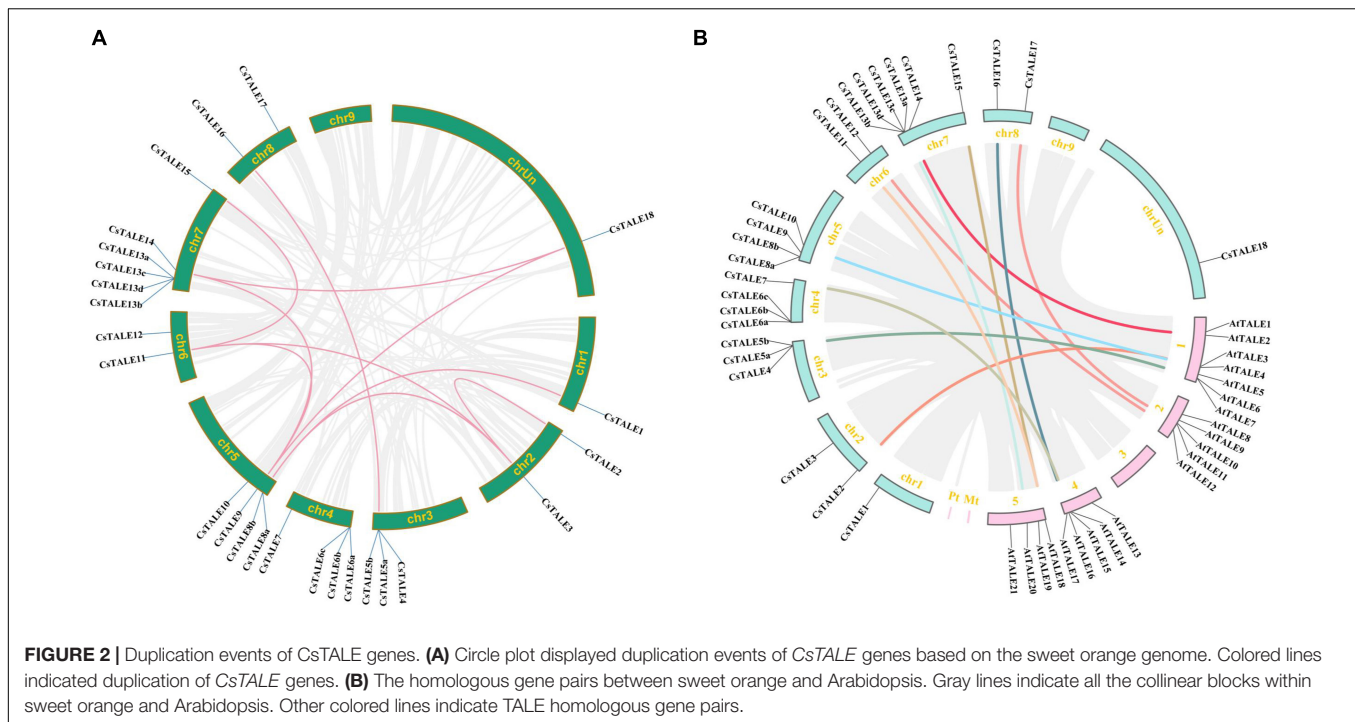 A
chr9
chrUn
chr8
chr7
chr6
chr5
chr4
chr3
chr2
chr1
CsTALE17
CsTALE16
CsTALE15
CsTALE14
CsTALE13a
CsTALE13c
CsTALE13d
CsTALE13b
CsTALE12
CsTALE11
CsTALE10
CsTALE9
CsTALE8b
CsTALE8a
CsTALE7
CsTALE6c
CsTALE6b
CsTALE6a
CsTALE5b
CsTALE5a
CsTALE4
CsTALE3
CsTALE2
CsTALE1
CsTALE18
B
CsTALE17
CsTALE16
CsTALE15
CsTALE14
CsTALE13a
CsTALE13c
CsTALE13d
CsTALE13b
CsTALE12
CsTALE11
CsTALE10
CsTALE9
CsTALE8b
CsTALE8a
CsTALE7
CsTALE6c
CsTALE6b
CsTALE6a
CsTALE5b
CsTALE5a
CsTALE4
CsTALE3
CsTALE2
CsTALE1
CsTALE18
chr8
chr9
chrUn
chr7
chr6
chr5
chr4
chr3
chr2
chr1
Pt
Mt
5
4
3
2
1
AtTALE1
AtTALE2
AtTALE3
AtTALE4
AtTALE5
AtTALE6
AtTALE7
AtTALE8
AtTALE9
AtTALE10
AtTALE11
AtTALE12
AtTALE13
AtTALE14
AtTALE15
AtTALE16
AtTALE17
AtTALE18
AtTALE19
AtTALE20
AtTALE21
FIGURE 2 | Duplication events of CsTALE genes. (A) Circle plot displayed duplication events of CsTALE genes based on the sweet orange genome. Colored lines
indicated duplication of CsTALE genes. (B) The homologous gene pairs between sweet orange and Arabidopsis. Gray lines indicate all the collinear blocks within
sweet orange and Arabidopsis. Other colored lines indicate TALE homologous gene pairs.